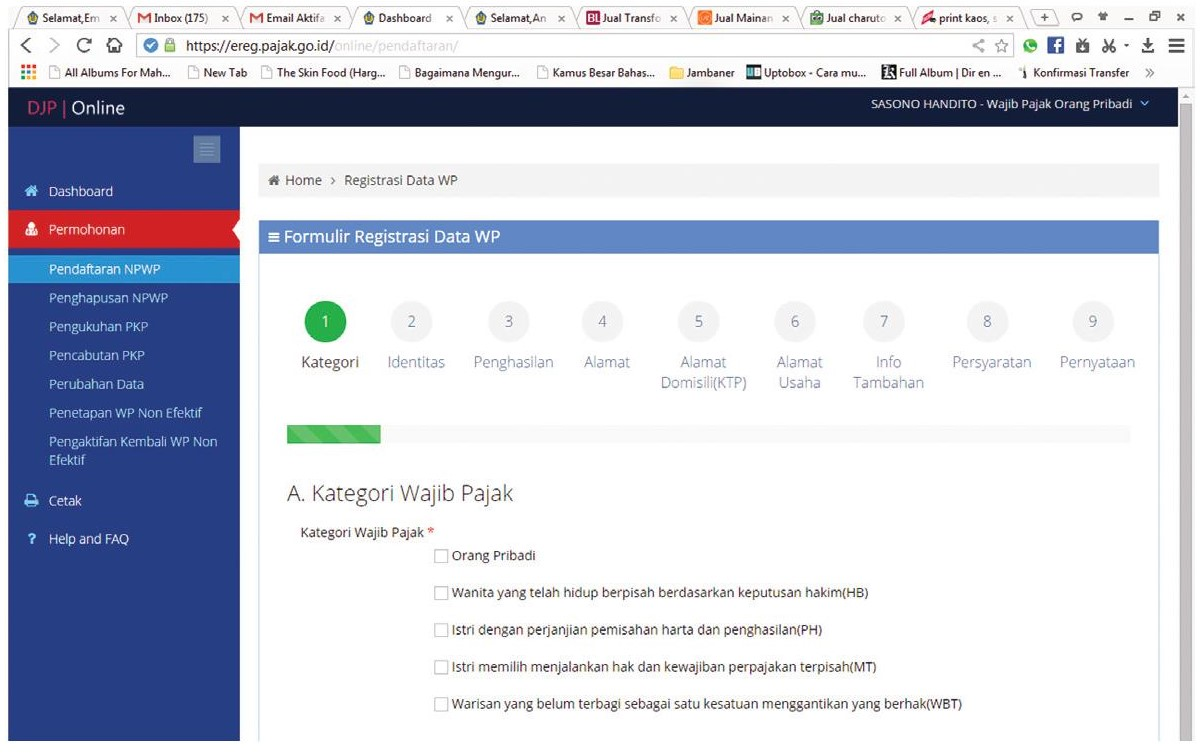 Selamat,Em
Inbox (175)
Email Aktifa
Dashboard
Selamat,An
BL Jual Transfo
Jual Mainan
Jual charuto
print kaos, s
https://ereg.pajak.go.id/online/pendaftaran/
All Albums For Mah...
New Tab
The Skin Food (Harg...
Bagaimana Mengur...
Kamus Besar Bahas...
Jambaner
Uptobox - Cara mu...
Full Album | Dir en ...
Konfirmasi Transfer
DJP | Online
SASONO HANDITO - Wajib Pajak Orang Pribadi
Dashboard
Permohonan
Pendaftaran NPWP
Penghapusan NPWP
Pengukuhan PKP
Pencabutan PKP
Perubahan Data
Penetapan WP Non Efektif
Pengaktifan Kembali WP Non
Efektif
Cetak
? Help and FAQ
Home > Registrasi Data WP
Formulir Registrasi Data WP
1
Kategori
2
Identitas
3
Penghasilan
4
Alamat
5
Alamat
Domisili(KTP)
6
Alamat
Usaha
7
Info
Tambahan
8
Persyaratan
9
Pernyataan
A. Kategori Wajib Pajak
Kategori Wajib Pajak *
Orang Pribadi
Wanita yang telah hidup berpisah berdasarkan keputusan hakim(HB)
Istri dengan perjanjian pemisahan harta dan penghasilan(PH)
Istri memilih menjalankan hak dan kewajiban perpajakan terpisah(MT)
Warisan yang belum terbagi sebagai satu kesatuan menggantikan yang berhak(WBT)